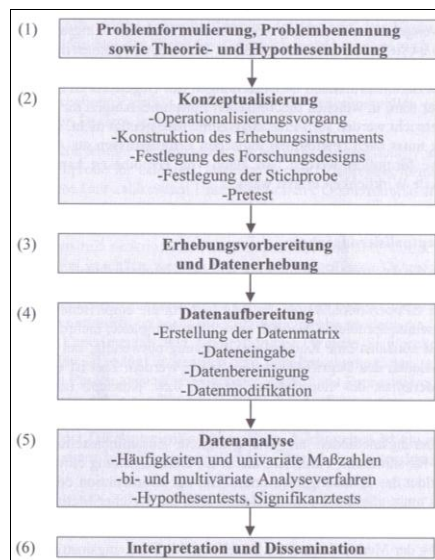 (1) Problemformulierung, Problembenennung
sowie Theorie- und Hypothesenbildung
(2) Konzeptualisierung
-Operationalisierungsvorgang
-Konstruktion des Erhebungsinstruments
-Festlegung des Forschungsdesigns
-Festlegung der Stichprobe
-Pretest
(3) Erhebungsvorbereitung
und Datenerhebung
(4) Datenaufbereitung
-Erstellung der Datenmatrix
-Dateneingabe
-Datenbereinigung
-Datenmodifikation
(5) Datenanalyse
-Häufigkeiten und univariate Maßzahlen
-bi- und multivariate Analyseverfahren
-Hypothesentests, Signifikanztests
(6) Interpretation und Dissemination